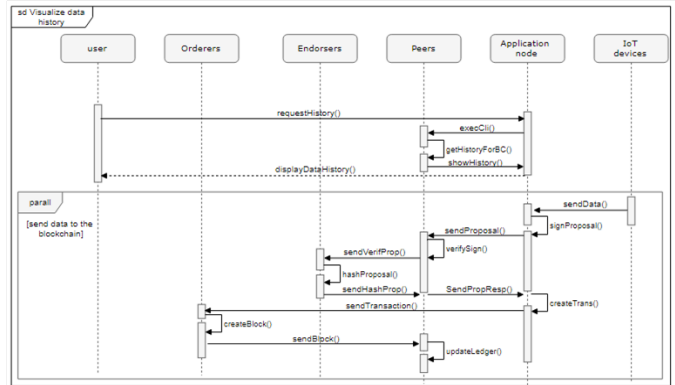 sd Visualize data
history
user
Orderers
Endorsers
Peers
Application
node
IoT
devices
requestHistory()
execCli()
getHistoryForBC()
showHistory()
displayDataHistory()
parall
[send data to the
blockchain]
sendData()
signProposal()
sendProposal()
verifySign()
sendVerifProp()
hashProposal()
sendHashProp()
SendPropResp()
createTrans()
sendTransaction()
createBlock()
sendBlock()
updateLedger()